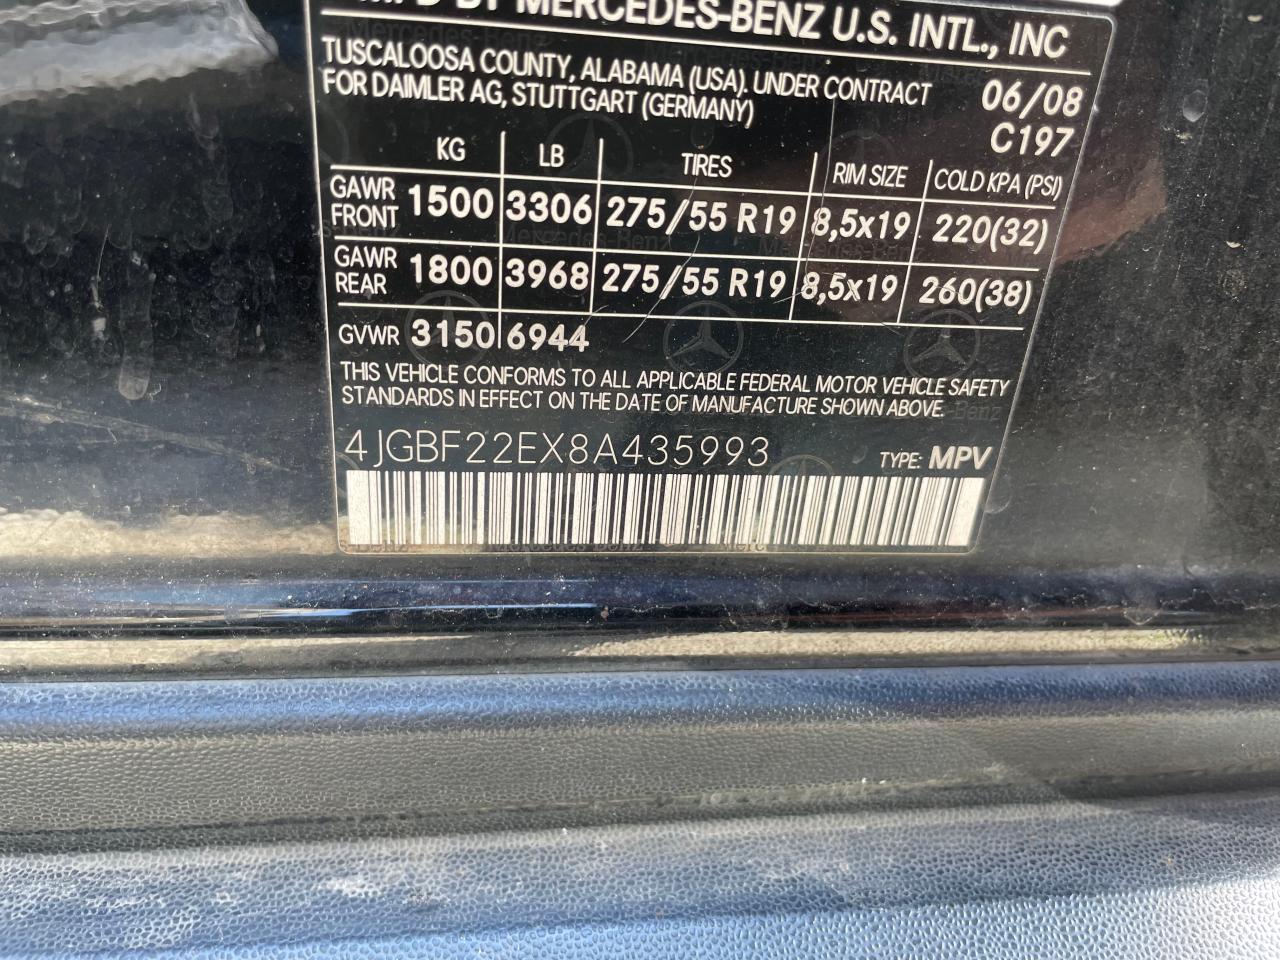 MFD BY MERCEDES-BENZ U.S. INTL., INC
TUSCALOOSA COUNTY, ALABAMA (USA). UNDER CONTRACT
FOR DAIMLER AG, STUTTGART (GERMANY)
06/08
C197
KG LB TIRES RIM SIZE COLD KPA (PSI)
GAWR FRONT 1500 3306 275/55 R19 8,5x19 220(32)
GAWR REAR 1800 3968 275/55 R19 8,5x19 260(38)
GVWR 3150 6944
THIS VEHICLE CONFORMS TO ALL APPLICABLE FEDERAL MOTOR VEHICLE SAFETY
STANDARDS IN EFFECT ON THE DATE OF MANUFACTURE SHOWN ABOVE.
4JGBF22EX8A435993 TYPE: MPV